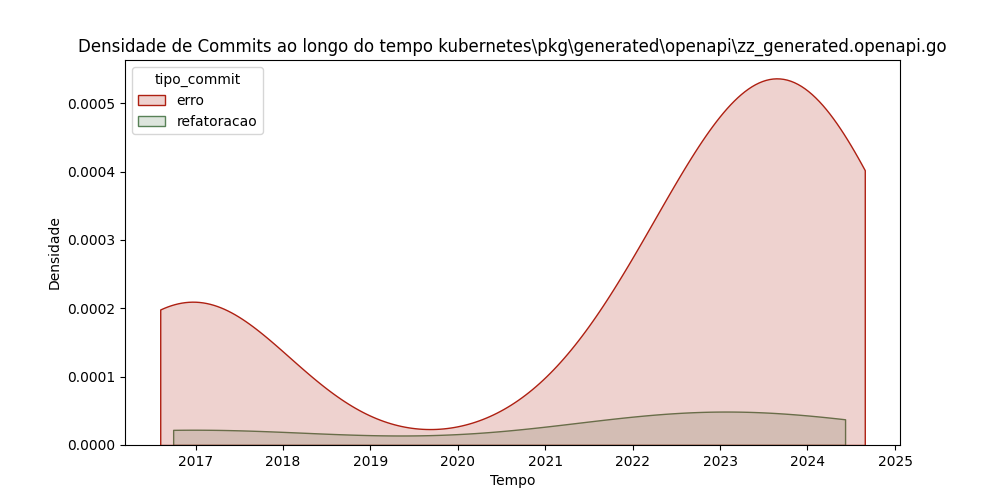 Densidade de Commits ao longo do tempo kubernetes\pkg\generated\openapi\zz_generated.openapi.go
tipo_commit
erro
refatoracao
0.0005
0.0004
0.0003
0.0002
0.0001
0.0000
Densidade
2017 2018 2019 2020 2021 2022 2023 2024 2025
Tempo